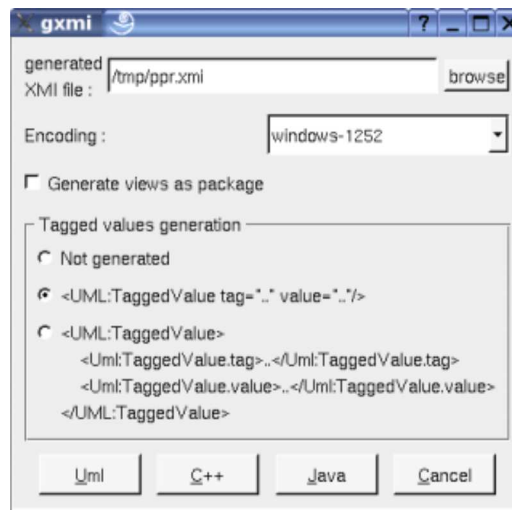 gxmi
generated
XMI file :
/tmp/ppr.xmi
browse
Encoding :
windows-1252
Generate views as package
Tagged values generation
Not generated
<UML:TaggedValue tag=".." value=".."/>
<UML:TaggedValue>
<Uml:TaggedValue.tag>..</Uml:TaggedValue.tag>
<Uml:TaggedValue.value>..</Uml:TaggedValue.value>
</UML:TaggedValue>
Uml
C++
Java
Cancel